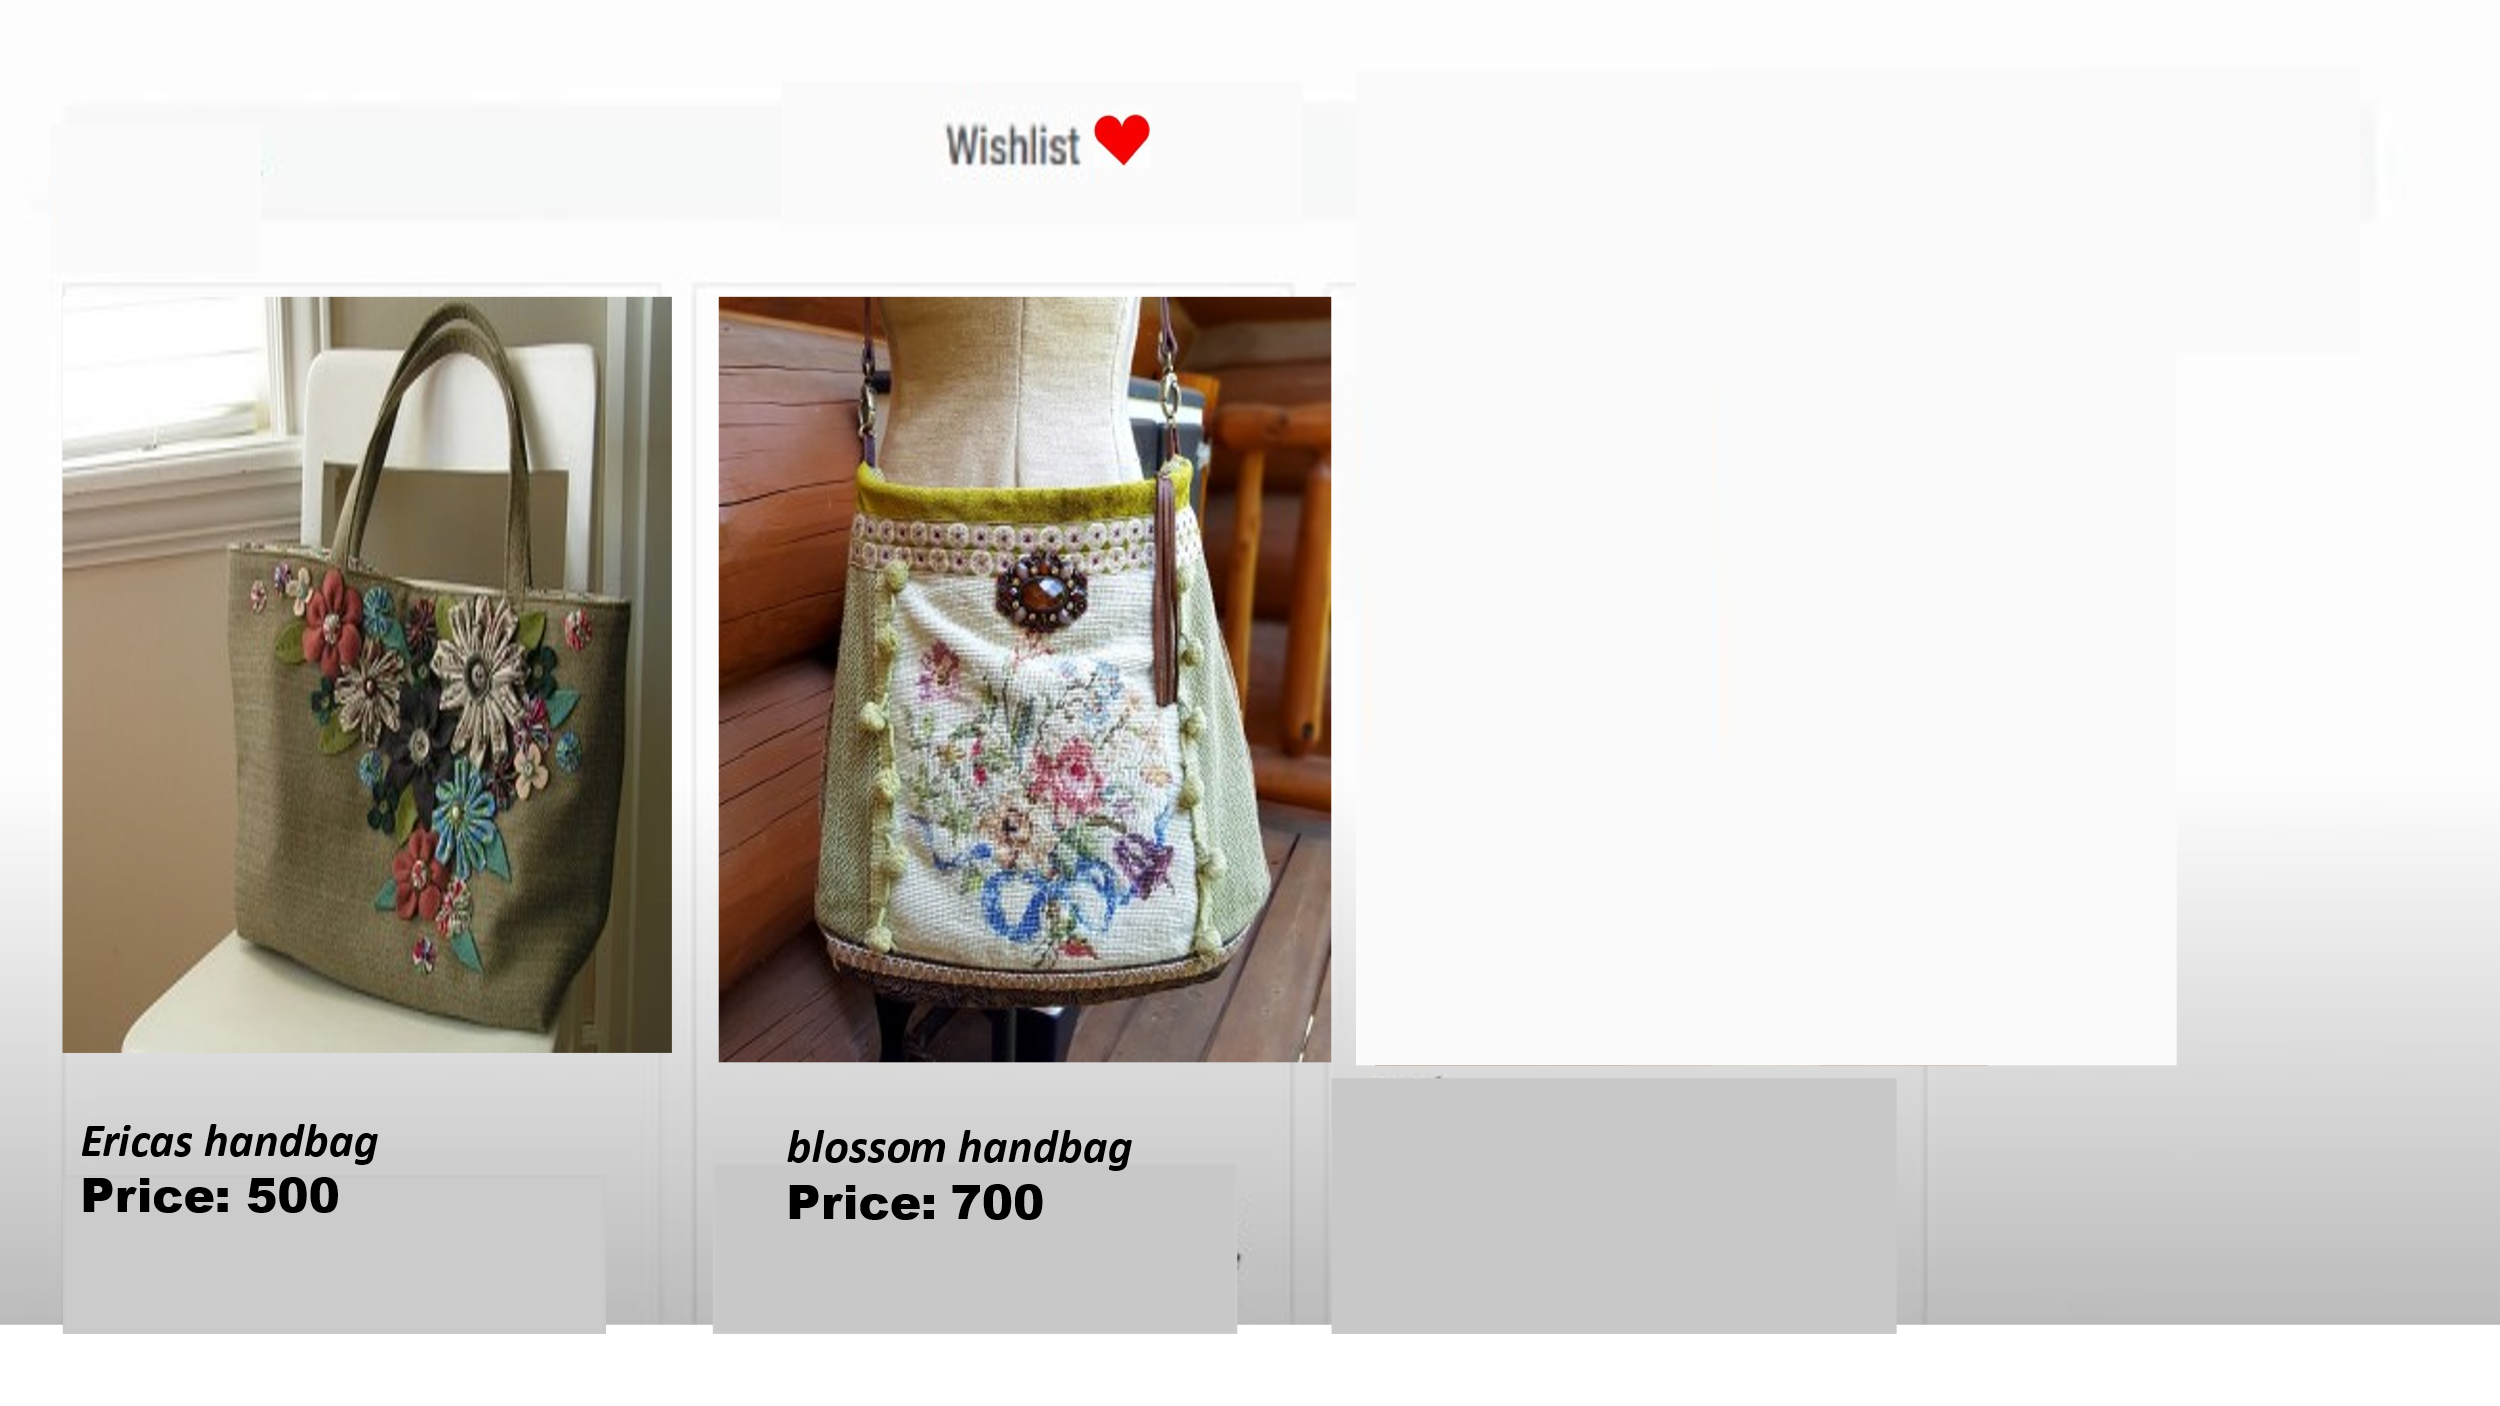 Wishlist
Ericas handbag
Price: 500
blossom handbag
Price: 700